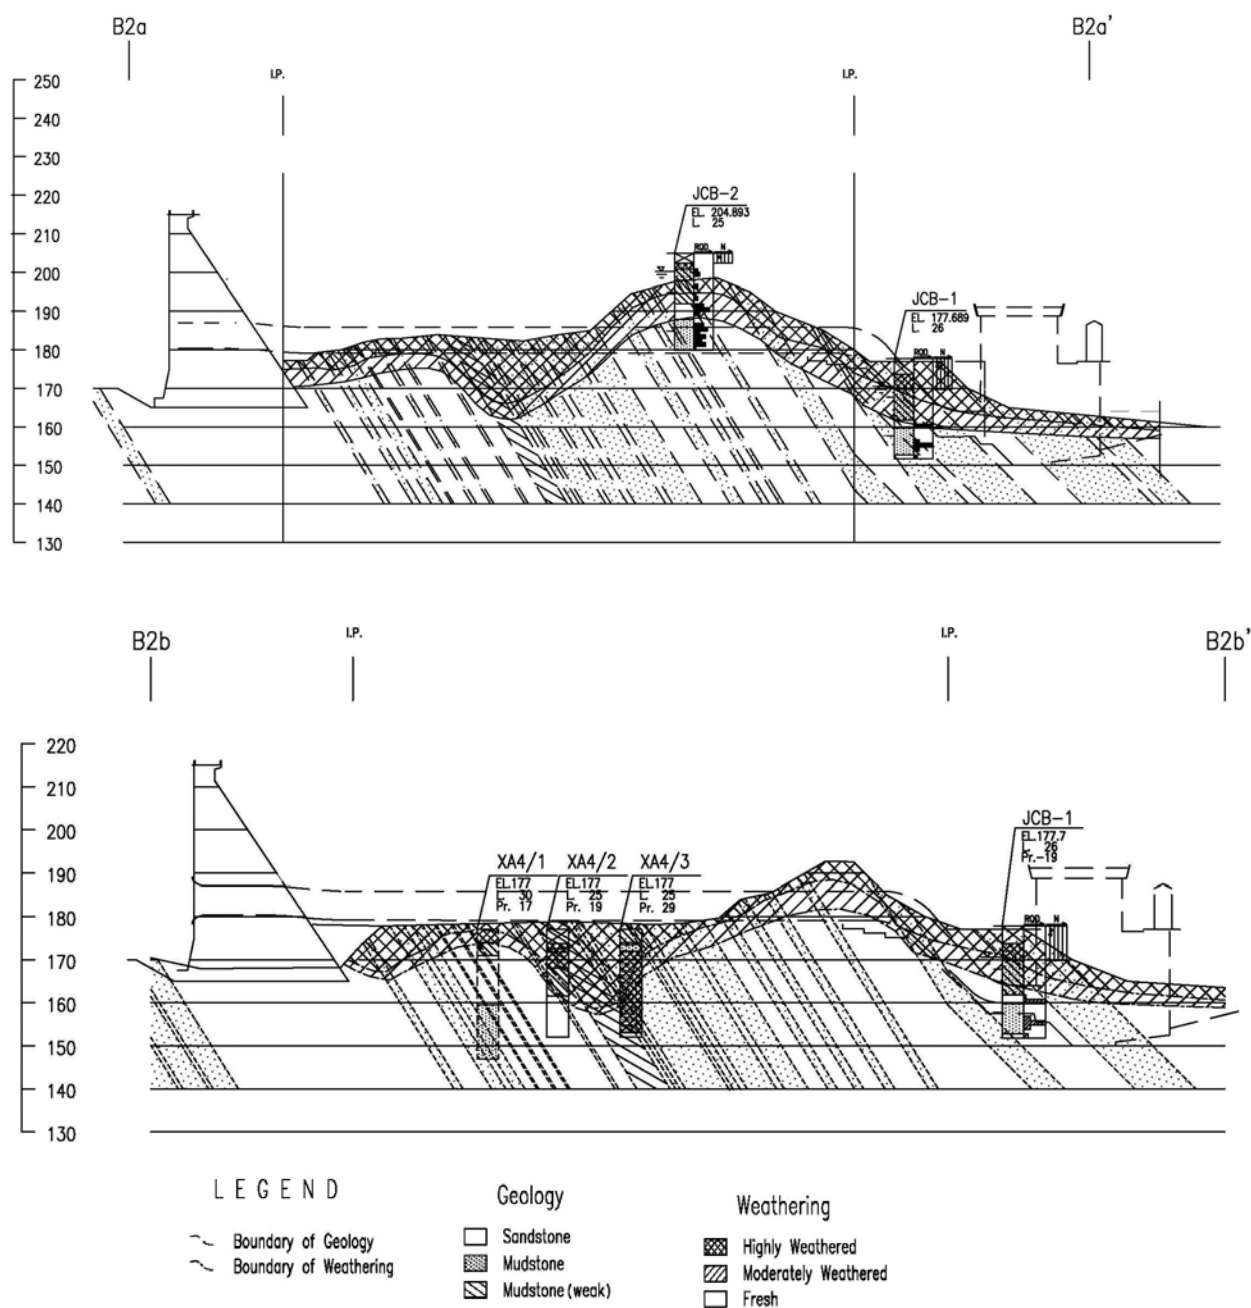 B2a
B2a'
I.P.
I.P.
250
240
230
220
210
200
190
180
170
160
150
140
130
JCB-2
EL. 204.893
L. 25
RQD N
JCB-1
EL. 177.689
L. 26
RQD N
B2b
B2b'
I.P.
I.P.
220
210
200
190
180
170
160
150
140
130
XA4/1
EL.177
L. 30
Pr. 17
XA4/2
EL.177
L. 25
Pr. 19
XA4/3
EL.177
L. 25
Pr. 29
JCB-1
EL.177.7
L. 26
Pr.-19
RQD N
LEGEND
Boundary of Geology
Boundary of Weathering
Geology
Sandstone
Mudstone
Mudstone(weak)
Weathering
Highly Weathered
Moderately Weathered
Fresh